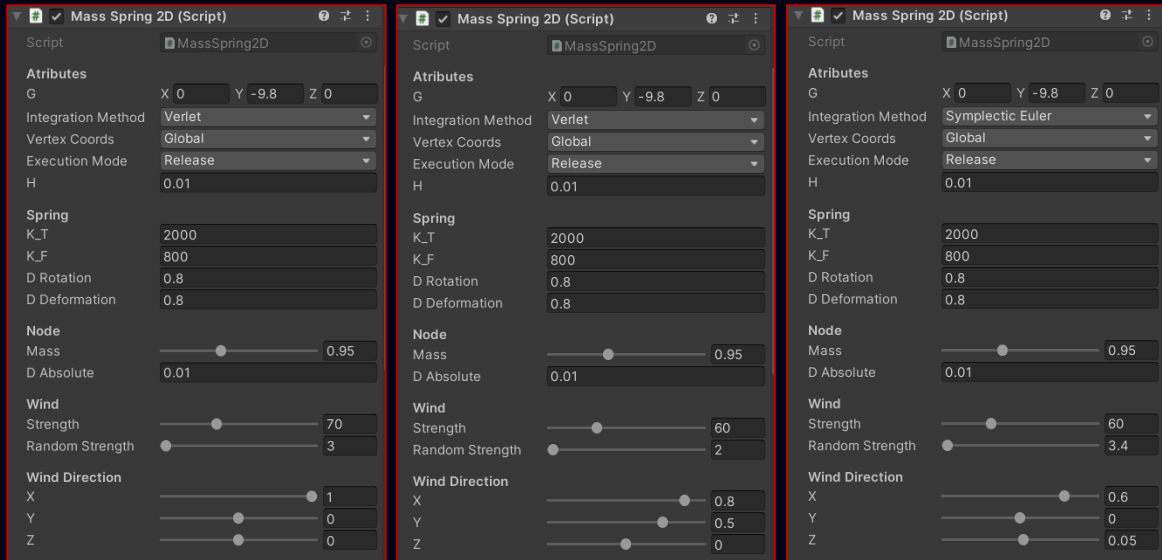 Mass Spring 2D (Script)
Script MassSpring2D
Atributes
G X 0 Y -9.8 Z 0
Integration Method Verlet
Vertex Coords Global
Execution Mode Release
H 0.01
Spring
K_T 2000
K_F 800
D Rotation 0.8
D Deformation 0.8
Node
Mass 0.95
D Absolute 0.01
Wind
Strength 70
Random Strength 3
Wind Direction
X 1
Y 0
Z 0
Mass Spring 2D (Script)
Script MassSpring2D
Atributes
G X 0 Y -9.8 Z 0
Integration Method Verlet
Vertex Coords Global
Execution Mode Release
H 0.01
Spring
K_T 2000
K_F 800
D Rotation 0.8
D Deformation 0.8
Node
Mass 0.95
D Absolute 0.01
Wind
Strength 60
Random Strength 2
Wind Direction
X 0.8
Y 0.5
Z 0
Mass Spring 2D (Script)
Script MassSpring2D
Atributes
G X 0 Y -9.8 Z 0
Integration Method Symplectic Euler
Vertex Coords Global
Execution Mode Release
H 0.01
Spring
K_T 2000
K_F 800
D Rotation 0.8
D Deformation 0.8
Node
Mass 0.95
D Absolute 0.01
Wind
Strength 60
Random Strength 3.4
Wind Direction
X 0.6
Y 0
Z 0.05